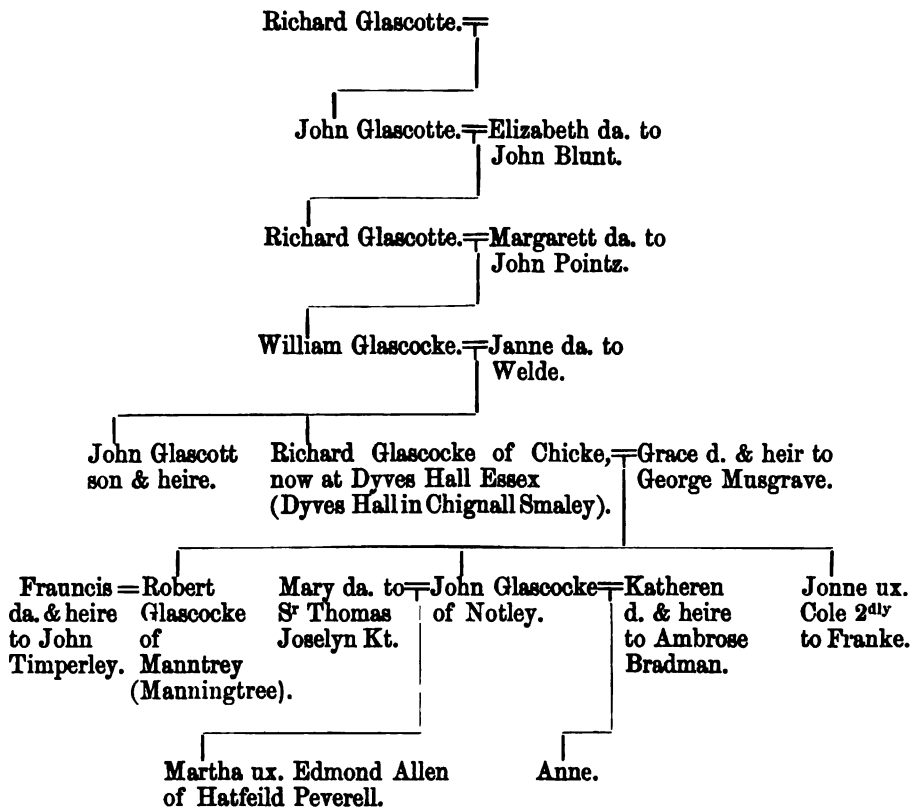 Richard Glascotte.
John Glascotte. Elizabeth da. to
John Blunt.
Richard Glascotte. Margarett da. to
John Pointz.
William Glascocke. Janne da. to
Welde.
John Glascott
son & heire.
Richard Glascocke of Chicke,
now at Dyves Hall Essex
(Dyves Hall in Chignall Smaley).
Grace d. & heir to
George Musgrave.
Frauncis = Robert
da. & heire
to John
Timperley.
Glascocke
of
Manntrey
(Manningtree).
Mary da. to
Sr Thomas
Joselyn Kt.
John Glascocke
of Notley.
Katheren
d. & heire
to Ambrose
Bradman.
Jonne ux.
Cole 2dly
to Franke.
Martha ux. Edmond Allen
of Hatfeild Peverell.
Anne.